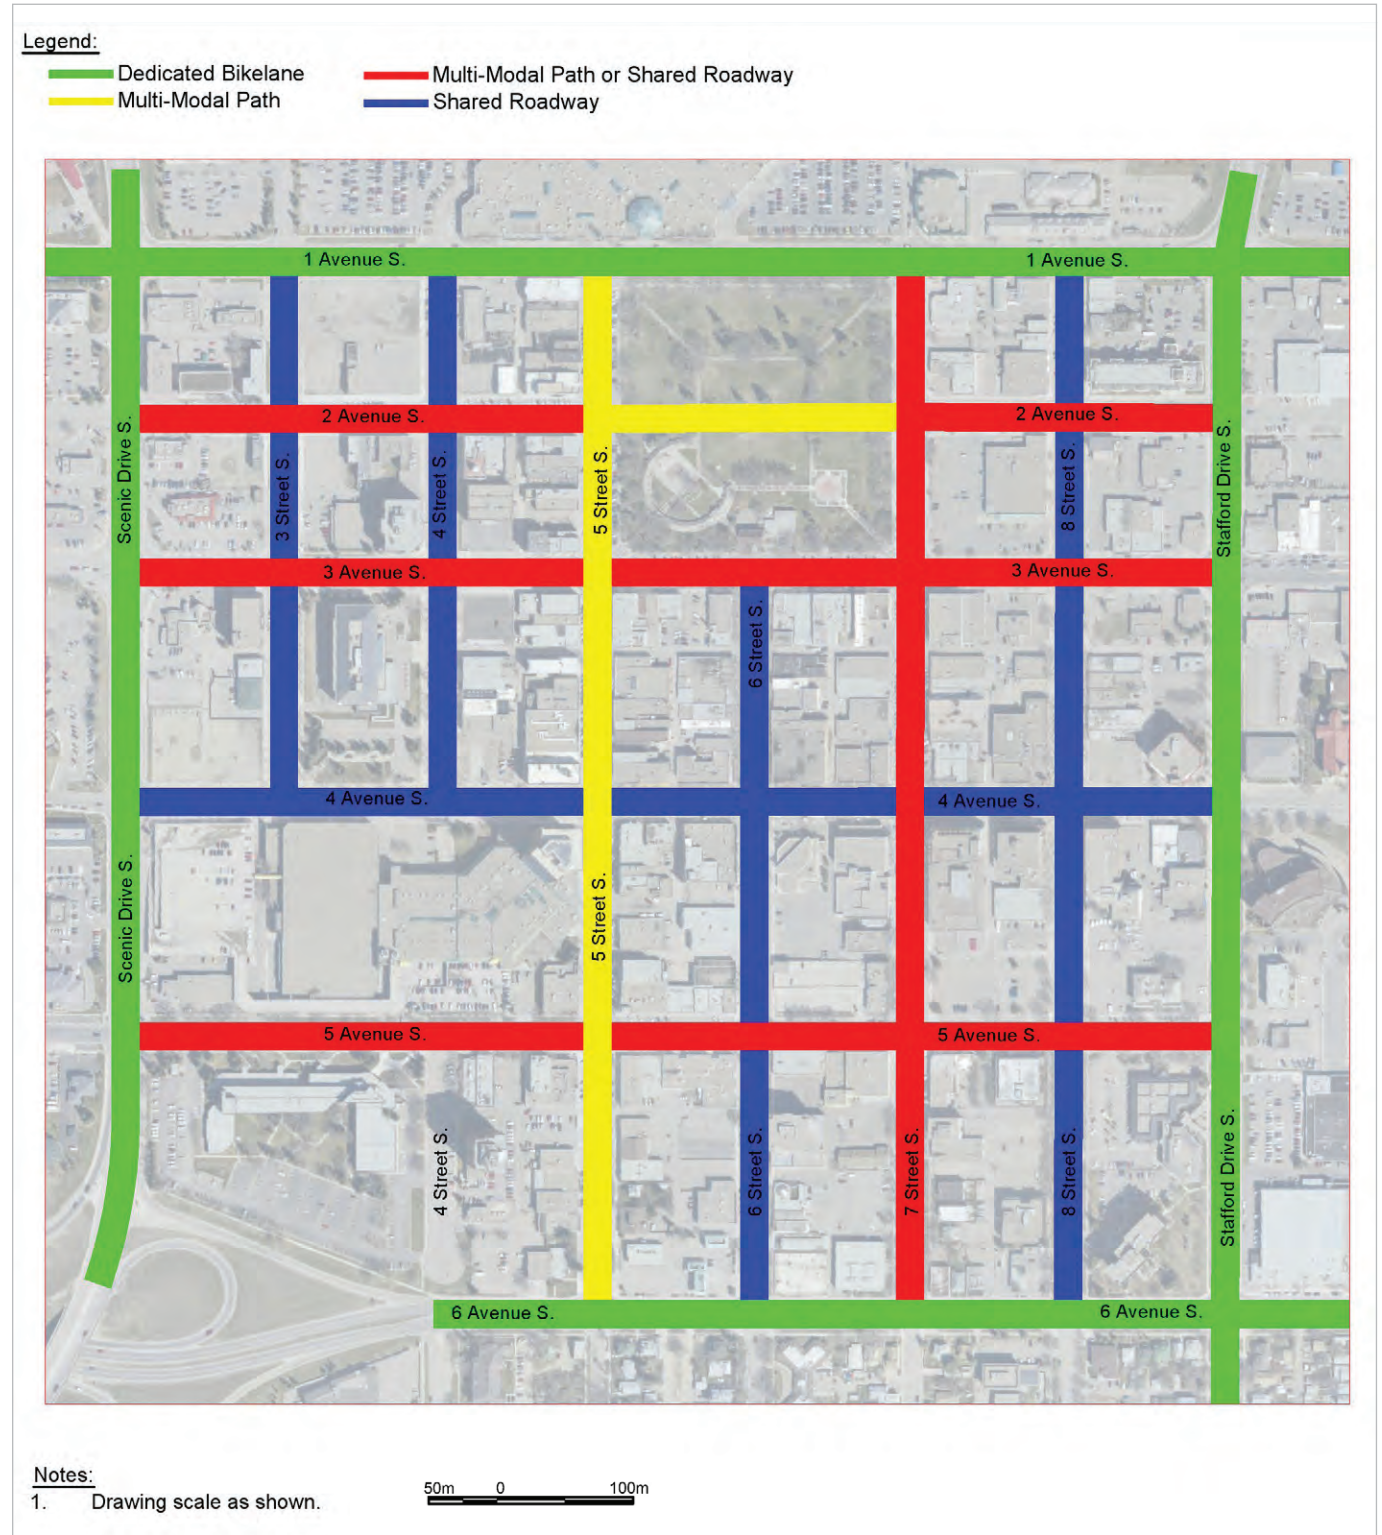 Legend:
Dedicated Bikelane
Multi-Modal Path or Shared Roadway
Multi-Modal Path
Shared Roadway
1 Avenue S.
1 Avenue S.
2 Avenue S.
2 Avenue S.
Scenic Drive S.
3 Street S.
4 Street S.
5 Street S.
8 Street S.
Stafford Drive S.
3 Avenue S.
3 Avenue S.
6 Street S.
4 Avenue S.
4 Avenue S.
Scenic Drive S.
5 Street S.
5 Avenue S.
5 Avenue S.
4 Street S.
6 Street S.
7 Street S.
8 Street S.
Stafford Drive S.
6 Avenue S.
6 Avenue S.
Notes:
1. Drawing scale as shown.
50m 0 100m